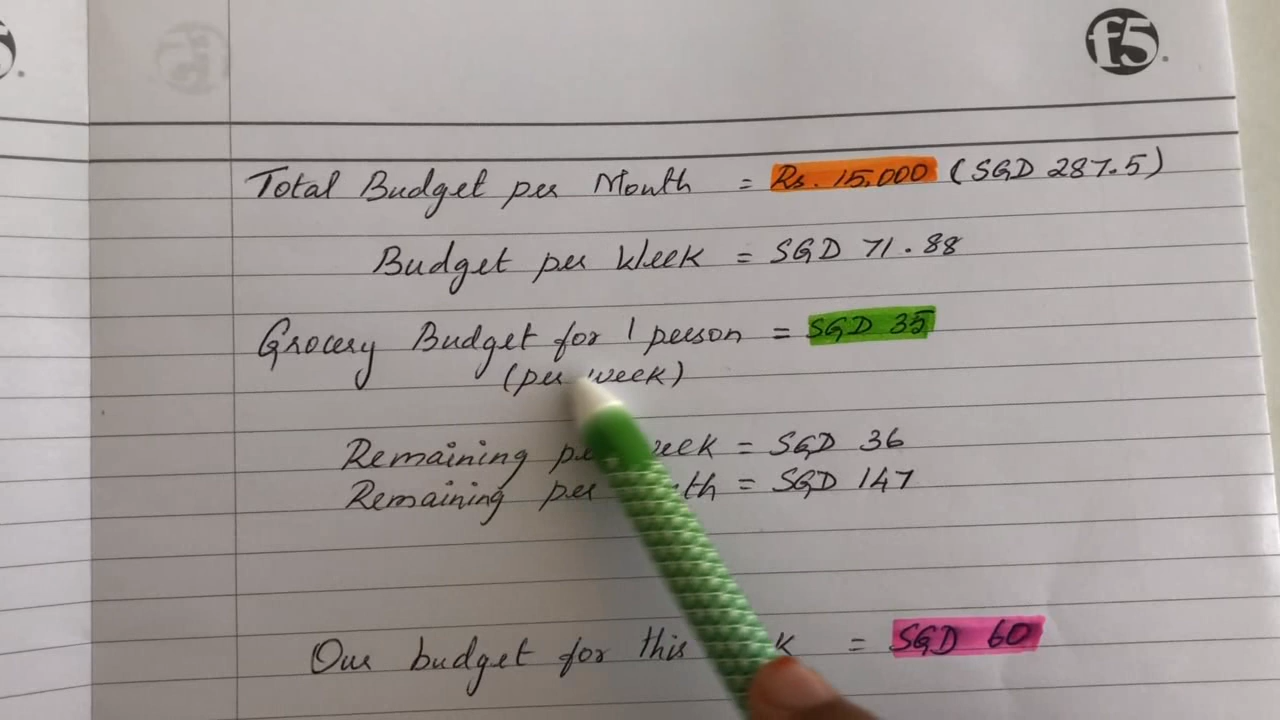 f5.
Total Budget per Month = Rs. 15,000 (SGD 287.5)
Budget per Week = SGD 71.88
Grocery Budget for 1 person = SGD 35
(per week)
Remaining = SGD 36
Remaining per = SGD 147
Our budget for this = SGD 60